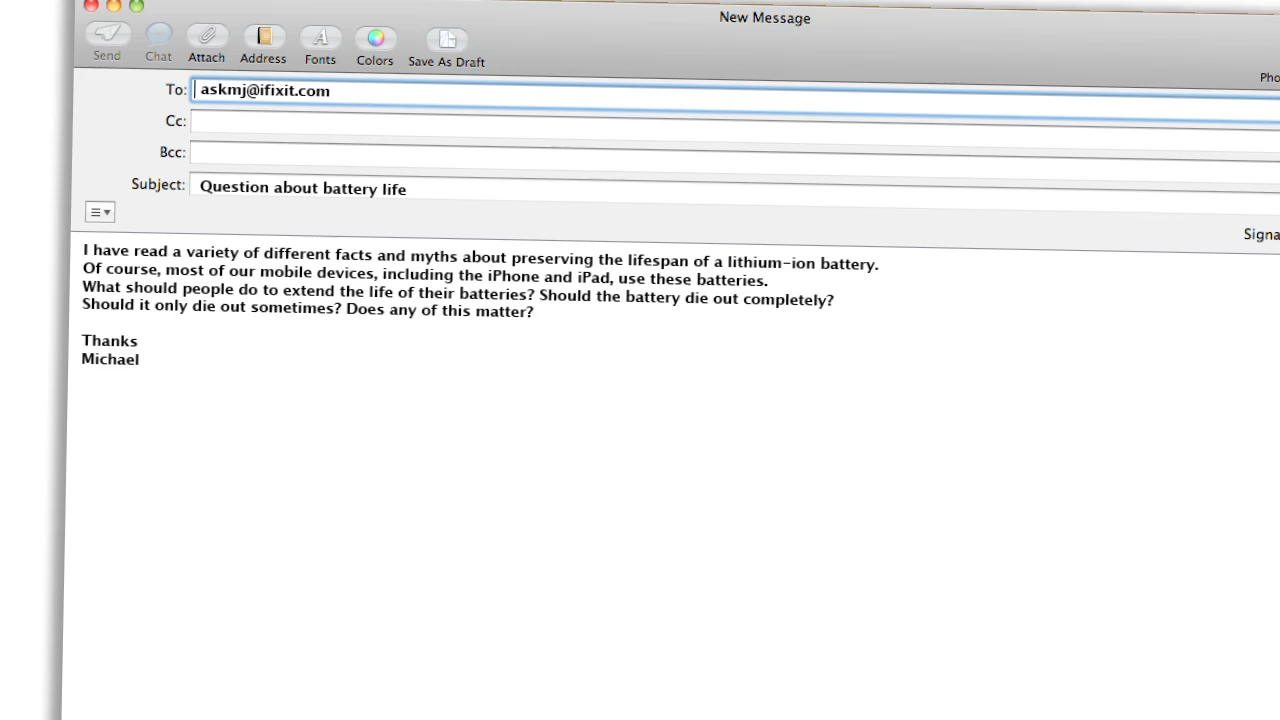 New Message
Send Chat Attach Address Fonts Colors Save As Draft
To: askmj@ifixit.com
Cc:
Bcc:
Subject: Question about battery life
I have read a variety of different facts and myths about preserving the lifespan of a lithium-ion battery.
Of course, most of our mobile devices, including the iPhone and iPad, use these batteries.
What should people do to extend the life of their batteries? Should the battery die out completely?
Should it only die out sometimes? Does any of this matter?
Thanks
Michael